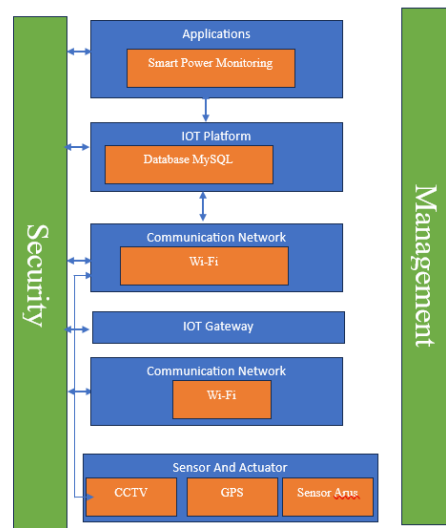 Applications
Smart Power Monitoring
IOT Platform
Database MySQL
Communication Network
Wi-Fi
IOT Gateway
Communication Network
Wi-Fi
Sensor And Actuator
CCTV
GPS
Sensor Arus
Security
Management